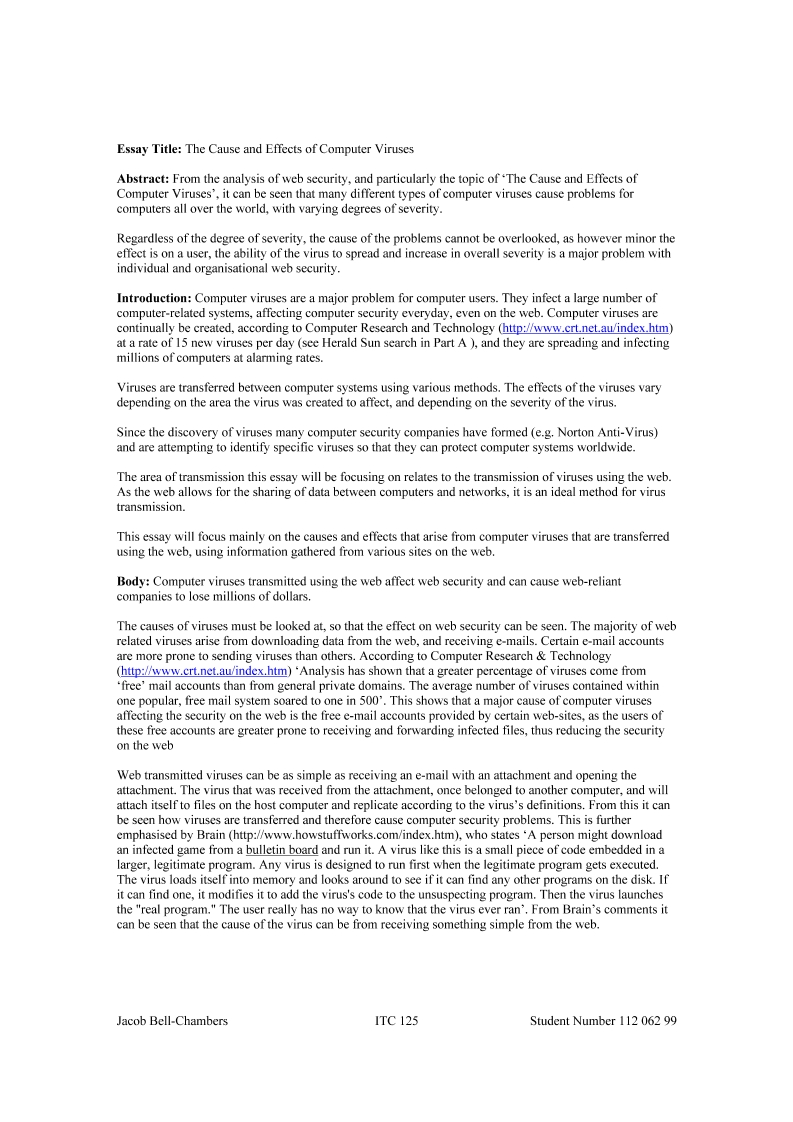 Essay Title: The Cause and Effects of Computer Viruses
Abstract: From the analysis of web security, and particularly the topic of ‘The Cause and Effects of
Computer Viruses’, it can be seen that many different types of computer viruses cause problems for
computers all over the world, with varying degrees of severity.
Regardless of the degree of severity, the cause of the problems cannot be overlooked, as however minor the
effect is on a user, the ability of the virus to spread and increase in overall severity is a major problem with
individual and organisational web security.
Introduction: Computer viruses are a major problem for computer users. They infect a large number of
computer-related systems, affecting computer security everyday, even on the web. Computer viruses are
continually be created, according to Computer Research and Technology (http://www.crt.net.au/index.htm)
at a rate of 15 new viruses per day (see Herald Sun search in Part A ), and they are spreading and infecting
millions of computers at alarming rates.
Viruses are transferred between computer systems using various methods. The effects of the viruses vary
depending on the area the virus was created to affect, and depending on the severity of the virus.
Since the discovery of viruses many computer security companies have formed (e.g. Norton Anti-Virus)
and are attempting to identify specific viruses so that they can protect computer systems worldwide.
The area of transmission this essay will be focusing on relates to the transmission of viruses using the web.
As the web allows for the sharing of data between computers and networks, it is an ideal method for virus
transmission.
This essay will focus mainly on the causes and effects that arise from computer viruses that are transferred
using the web, using information gathered from various sites on the web.
Body: Computer viruses transmitted using the web affect web security and can cause web-reliant
companies to lose millions of dollars.
The causes of viruses must be looked at, so that the effect on web security can be seen. The majority of web
related viruses arise from downloading data from the web, and receiving e-mails. Certain e-mail accounts
are more prone to sending viruses than others. According to Computer Research & Technology
(http://www.crt.net.au/index.htm) ‘Analysis has shown that a greater percentage of viruses come from
‘free’ mail accounts than from general private domains. The average number of viruses contained within
one popular, free mail system soared to one in 500’. This shows that a major cause of computer viruses
affecting the security on the web is the free e-mail accounts provided by certain web-sites, as the users of
these free accounts are greater prone to receiving and forwarding infected files, thus reducing the security
on the web
Web transmitted viruses can be as simple as receiving an e-mail with an attachment and opening the
attachment. The virus that was received from the attachment, once belonged to another computer, and will
attach itself to files on the host computer and replicate according to the virus’s definitions. From this it can
be seen how viruses are transferred and therefore cause computer security problems. This is further
emphasised by Brain (http://www.howstuffworks.com/index.htm), who states ‘A person might download
an infected game from a bulletin board and run it. A virus like this is a small piece of code embedded in a
larger, legitimate program. Any virus is designed to run first when the legitimate program gets executed.
The virus loads itself into memory and looks around to see if it can find any other programs on the disk. If
it can find one, it modifies it to add the virus's code to the unsuspecting program. Then the virus launches
the "real program." The user really has no way to know that the virus ever ran’. From Brain’s comments it
can be seen that the cause of the virus can be from receiving something simple from the web.
Jacob Bell-Chambers ITC 125 Student Number 112 062 99